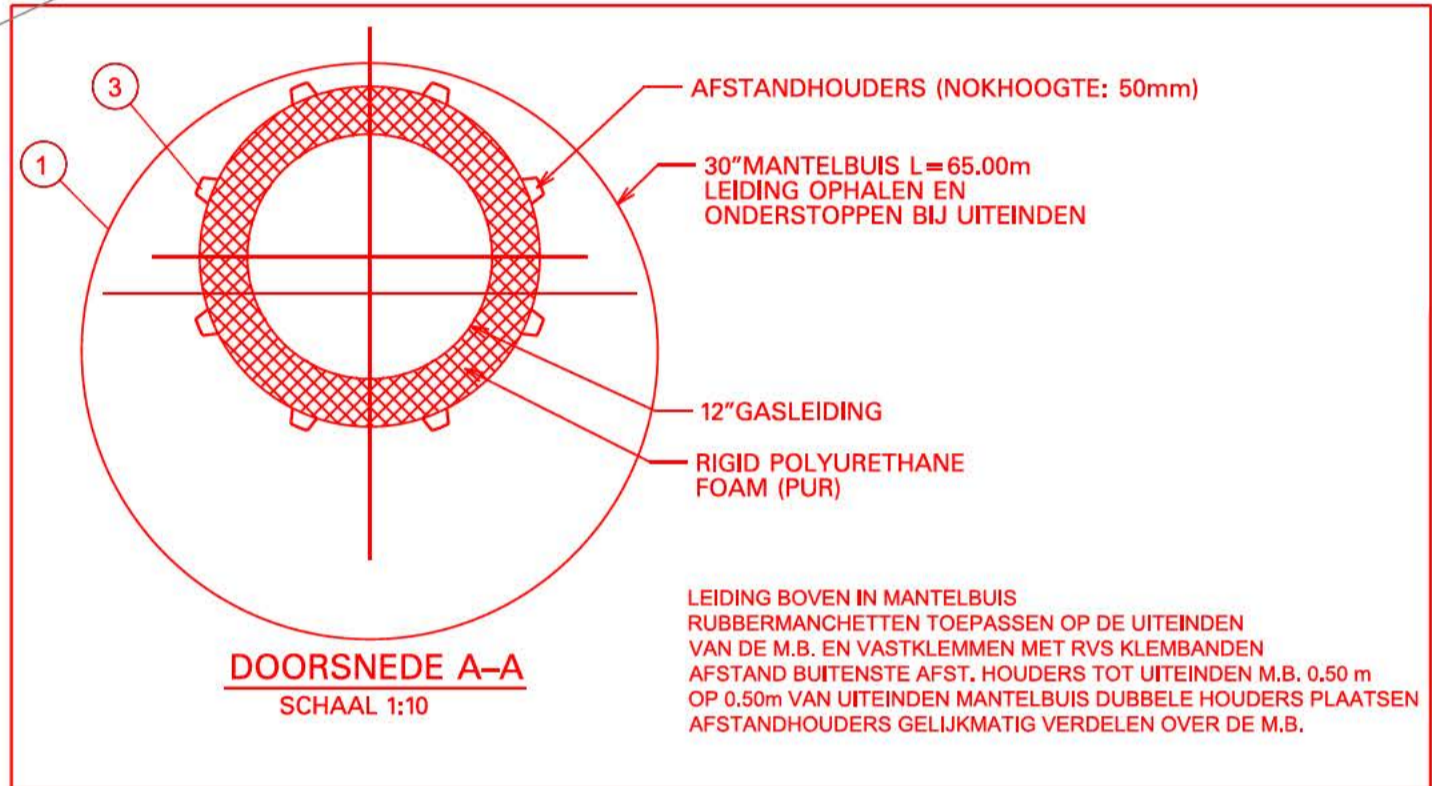 3
1
AFSTANDHOUDERS (NOKHOOGTE: 50mm)
30"MANTELBUIS L=65.00m
LEIDING OPHALEN EN
ONDERSTOPPEN BIJ UITEINDEN
12"GASLEIDING
RIGID POLYURETHANE
FOAM (PUR)
DOORSNEDE A–A
SCHAAL 1:10
LEIDING BOVEN IN MANTELBUIS
RUBBERMANCHETTEN TOEPASSEN OP DE UITEINDEN
VAN DE M.B. EN VASTKLEMMEN MET RVS KLEMBANDEN
AFSTAND BUITENSTE AFST. HOUDERS TOT UITEINDEN M.B. 0.50 m
OP 0.50m VAN UITEINDEN MANTELBUIS DUBBELE HOUDERS PLAATSEN
AFSTANDHOUDERS GELIJKMATIG VERDELEN OVER DE M.B.